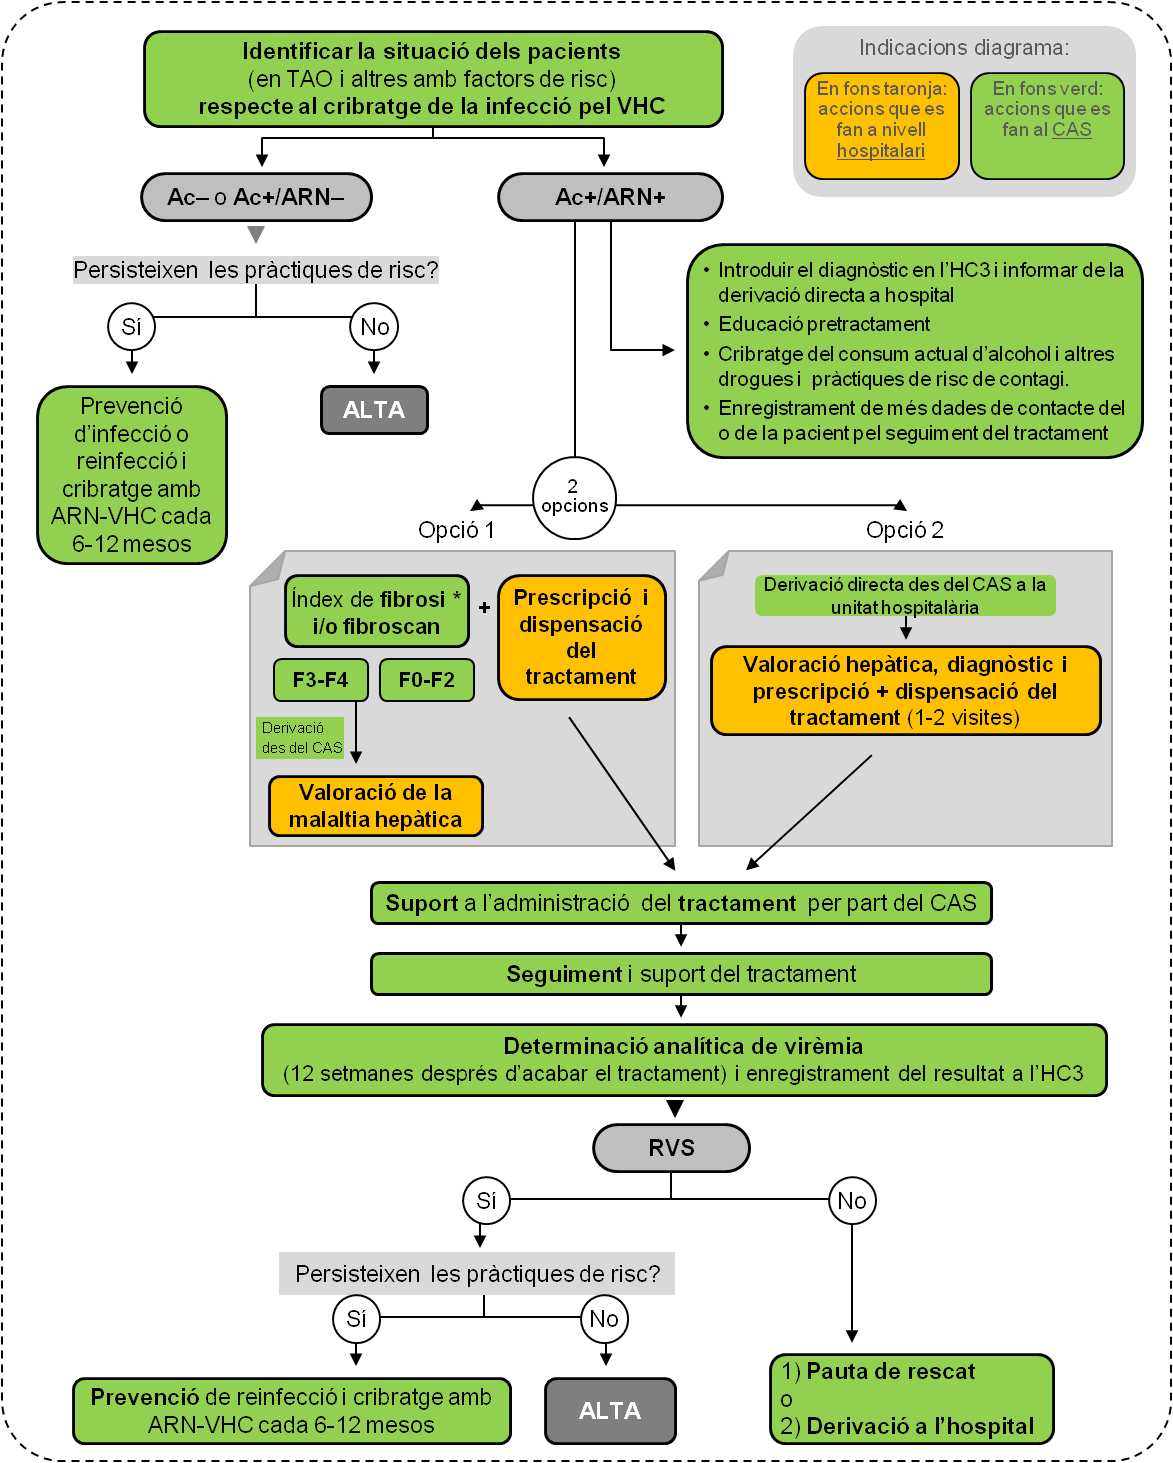 Identificar la situació dels pacients
(en TAO i altres amb factors de risc)
respecte al cribratge de la infecció pel VHC
Indicacions diagrama:
En fons taronja:
accions que es
fan a nivell
hospitalari
En fons verd:
accions que es
fan al CAS
Ac– o Ac+/ARN–
Ac+/ARN+
Persisteixen les pràctiques de risc?
Sí
No
Prevenció
d’infecció o
reinfecció i
cribratge amb
ARN-VHC cada
6-12 mesos
ALTA
• Introduir el diagnòstic en l’HC3 i informar de la
derivació directa a hospital
• Educació pretractament
• Cribratge del consum actual d’alcohol i altres
drogues i pràctiques de risc de contagi.
• Enregistrament de més dades de contacte del
o de la pacient pel seguiment del tractament
2
opcions
Opció 1
Opció 2
Índex de fibrosi *
i/o fibroscan
+
Prescripció i
dispensació
del
tractament
F3-F4
F0-F2
Derivació
des del CAS
Valoració de la
malaltia hepàtica
Derivació directa des del CAS a la
unitat hospitalària
Valoració hepàtica, diagnòstic i
prescripció + dispensació del
tractament (1-2 visites)
Suport a l’administració del tractament per part del CAS
Seguiment i suport del tractament
Determinació analítica de virèmia
(12 setmanes després d’acabar el tractament) i enregistrament del resultat a l’HC3
RVS
Sí
No
Persisteixen les pràctiques de risc?
Sí
No
Prevenció de reinfecció i cribratge amb
ARN-VHC cada 6-12 mesos
ALTA
1) Pauta de rescat
o
2) Derivació a l’hospital